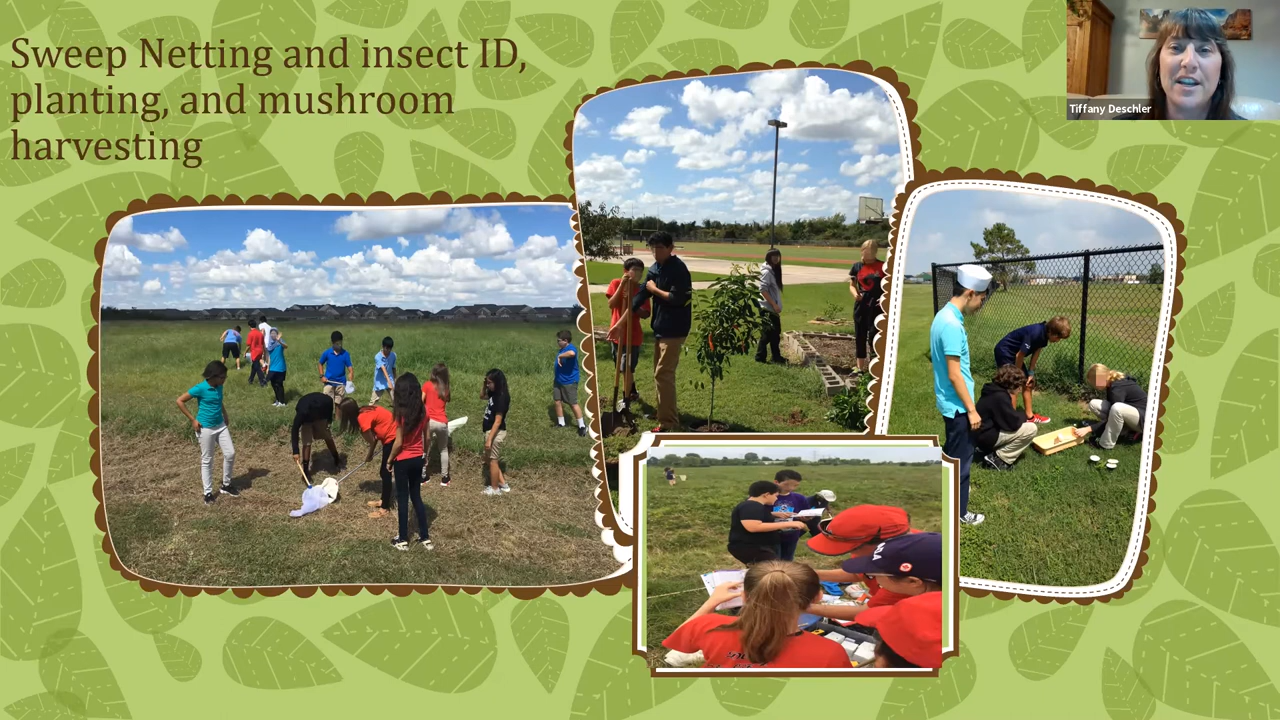 Sweep Netting and insect ID,
planting, and mushroom
harvesting
Tiffany Deschler